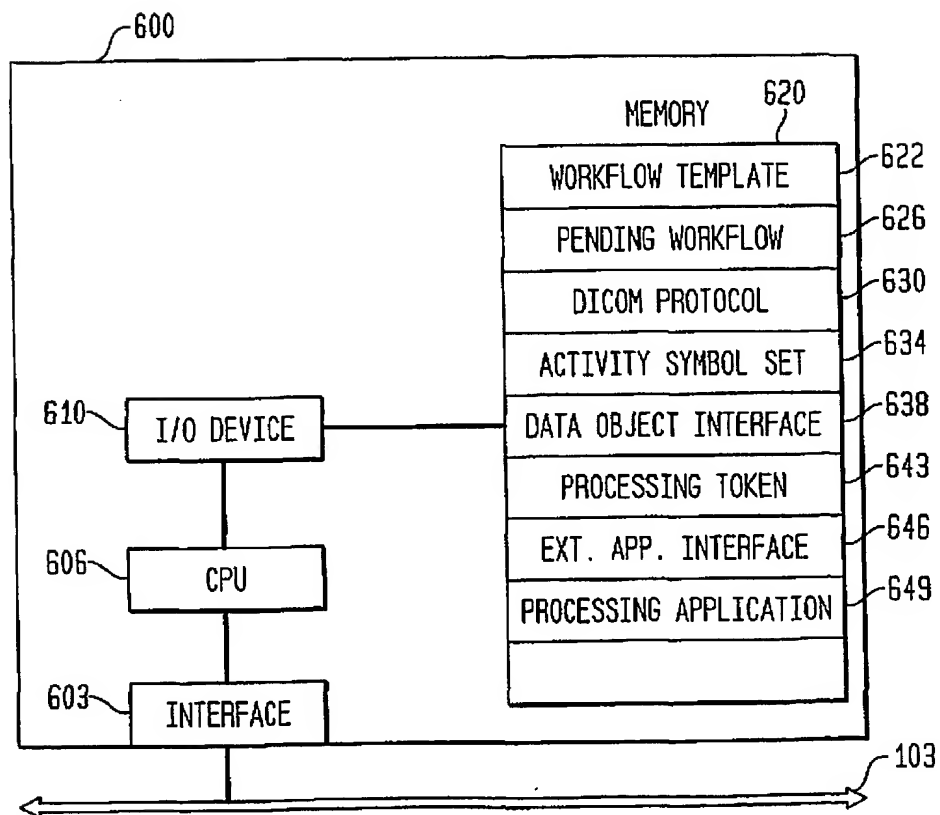 600
MEMORY
620
WORKFLOW TEMPLATE
622
PENDING WORKFLOW
626
DICOM PROTOCOL
630
ACTIVITY SYMBOL SET
634
610
I/O DEVICE
DATA OBJECT INTERFACE
638
PROCESSING TOKEN
643
606
CPU
EXT. APP. INTERFACE
646
PROCESSING APPLICATION
649
603
INTERFACE
103